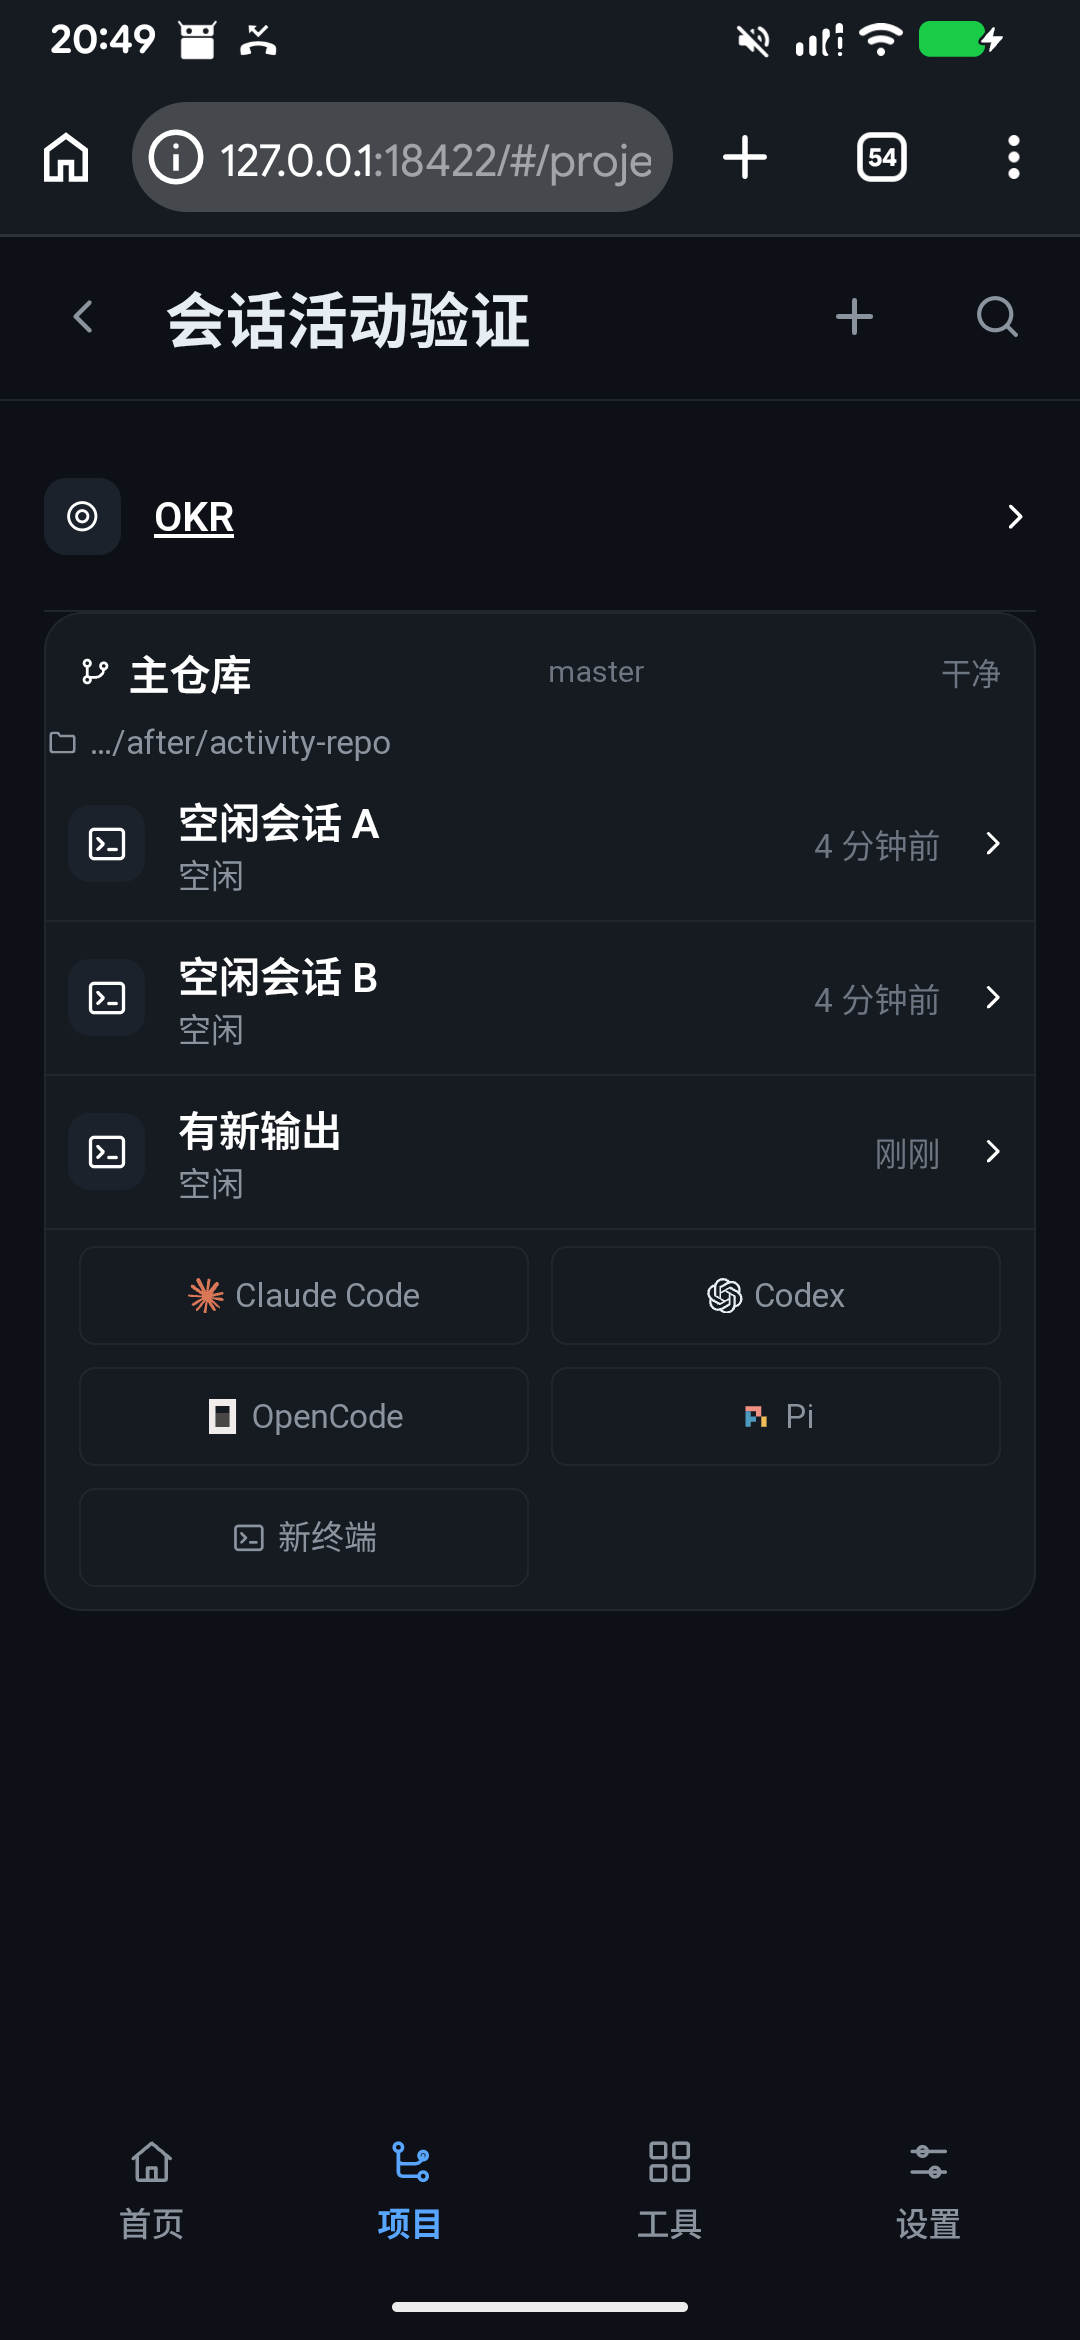 20:49
127.0.0.1:18422/#/proje
54
会话活动验证
OKR
主仓库
master
干净
.../after/activity-repo
空闲会话 A
空闲
4 分钟前
空闲会话 B
空闲
4 分钟前
有新输出
空闲
刚刚
Claude Code
Codex
OpenCode
Pi
新终端
首页
项目
工具
设置